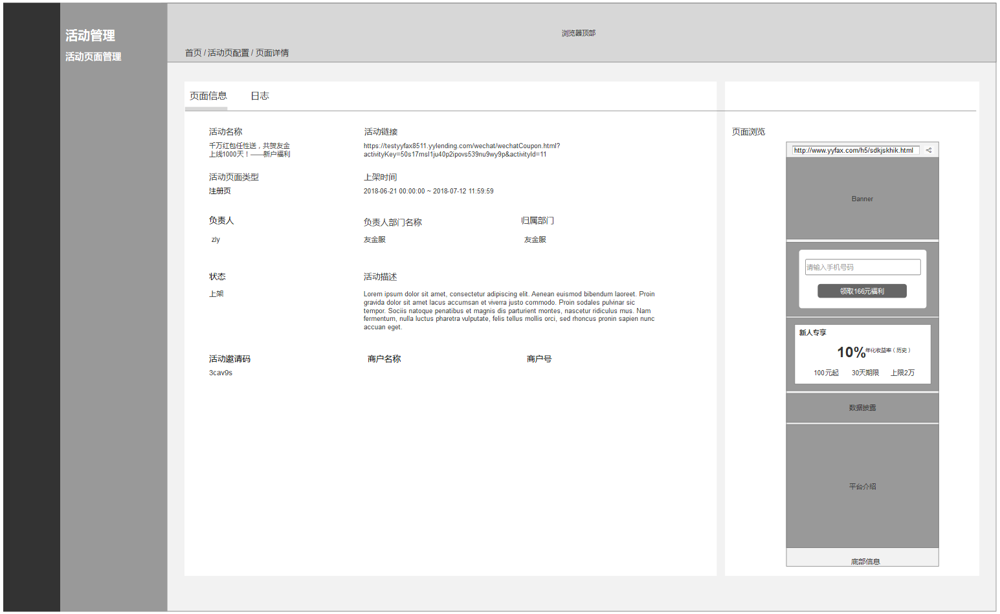 活动管理
活动页面管理
浏览器顶部
首页 / 活动页配置 / 页面详情
页面信息
日志
活动名称
千万红包任性送，共贺友金
上线1000天！——新户福利
活动链接
https://testyyfax8511.yylending.com/wechat/wechatCoupon.html?
activityKey=50s17msl1ju40p2ipovs539nu9wy9p&activityId=11
活动页面类型
注册页
上架时间
2018-06-21 00:00:00 ~ 2018-07-12 11:59:59
负责人
zly
负责人部门名称
友金服
归属部门
友金服
状态
上架
活动描述
Lorem ipsum dolor sit amet, consectetur adipiscing elit. Aenean euismod bibendum laoreet. Proin
gravida dolor sit amet lacus accumsan et viverra justo commodo. Proin sodales pulvinar sic
tempor. Sociis natoque penatibus et magnis dis parturient montes, nascetur ridiculus mus. Nam
fermentum, nulla luctus pharetra vulputate, felis tellus mollis orci, sed rhoncus pronin sapien nunc
accuan eget.
活动邀请码
3cav9s
商户名称
商户号
页面浏览
http://www.yyfax.com/h5/sdkjskhik.html
Banner
请输入手机号码
领取166元福利
新人专享
10%年化收益率（历史）
100元起 30天期限 上限2万
数据披露
平台介绍
底部信息